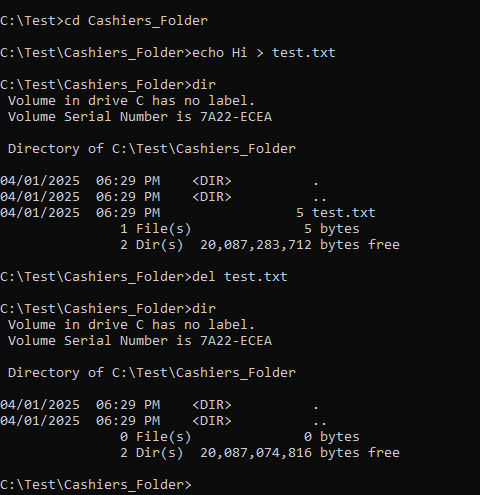 C:\Test>cd Cashiers_Folder
C:\Test\Cashiers_Folder>echo Hi > test.txt
C:\Test\Cashiers_Folder>dir
 Volume in drive C has no label.
 Volume Serial Number is 7A22-ECEA
 Directory of C:\Test\Cashiers_Folder
04/01/2025  06:29 PM    <DIR>          .
04/01/2025  06:29 PM    <DIR>          ..
04/01/2025  06:29 PM                 5 test.txt
               1 File(s)              5 bytes
               2 Dir(s)  20,087,283,712 bytes free
C:\Test\Cashiers_Folder>del test.txt
C:\Test\Cashiers_Folder>dir
 Volume in drive C has no label.
 Volume Serial Number is 7A22-ECEA
 Directory of C:\Test\Cashiers_Folder
04/01/2025  06:29 PM    <DIR>          .
04/01/2025  06:29 PM    <DIR>          ..
               0 File(s)              0 bytes
               2 Dir(s)  20,087,074,816 bytes free
C:\Test\Cashiers_Folder>